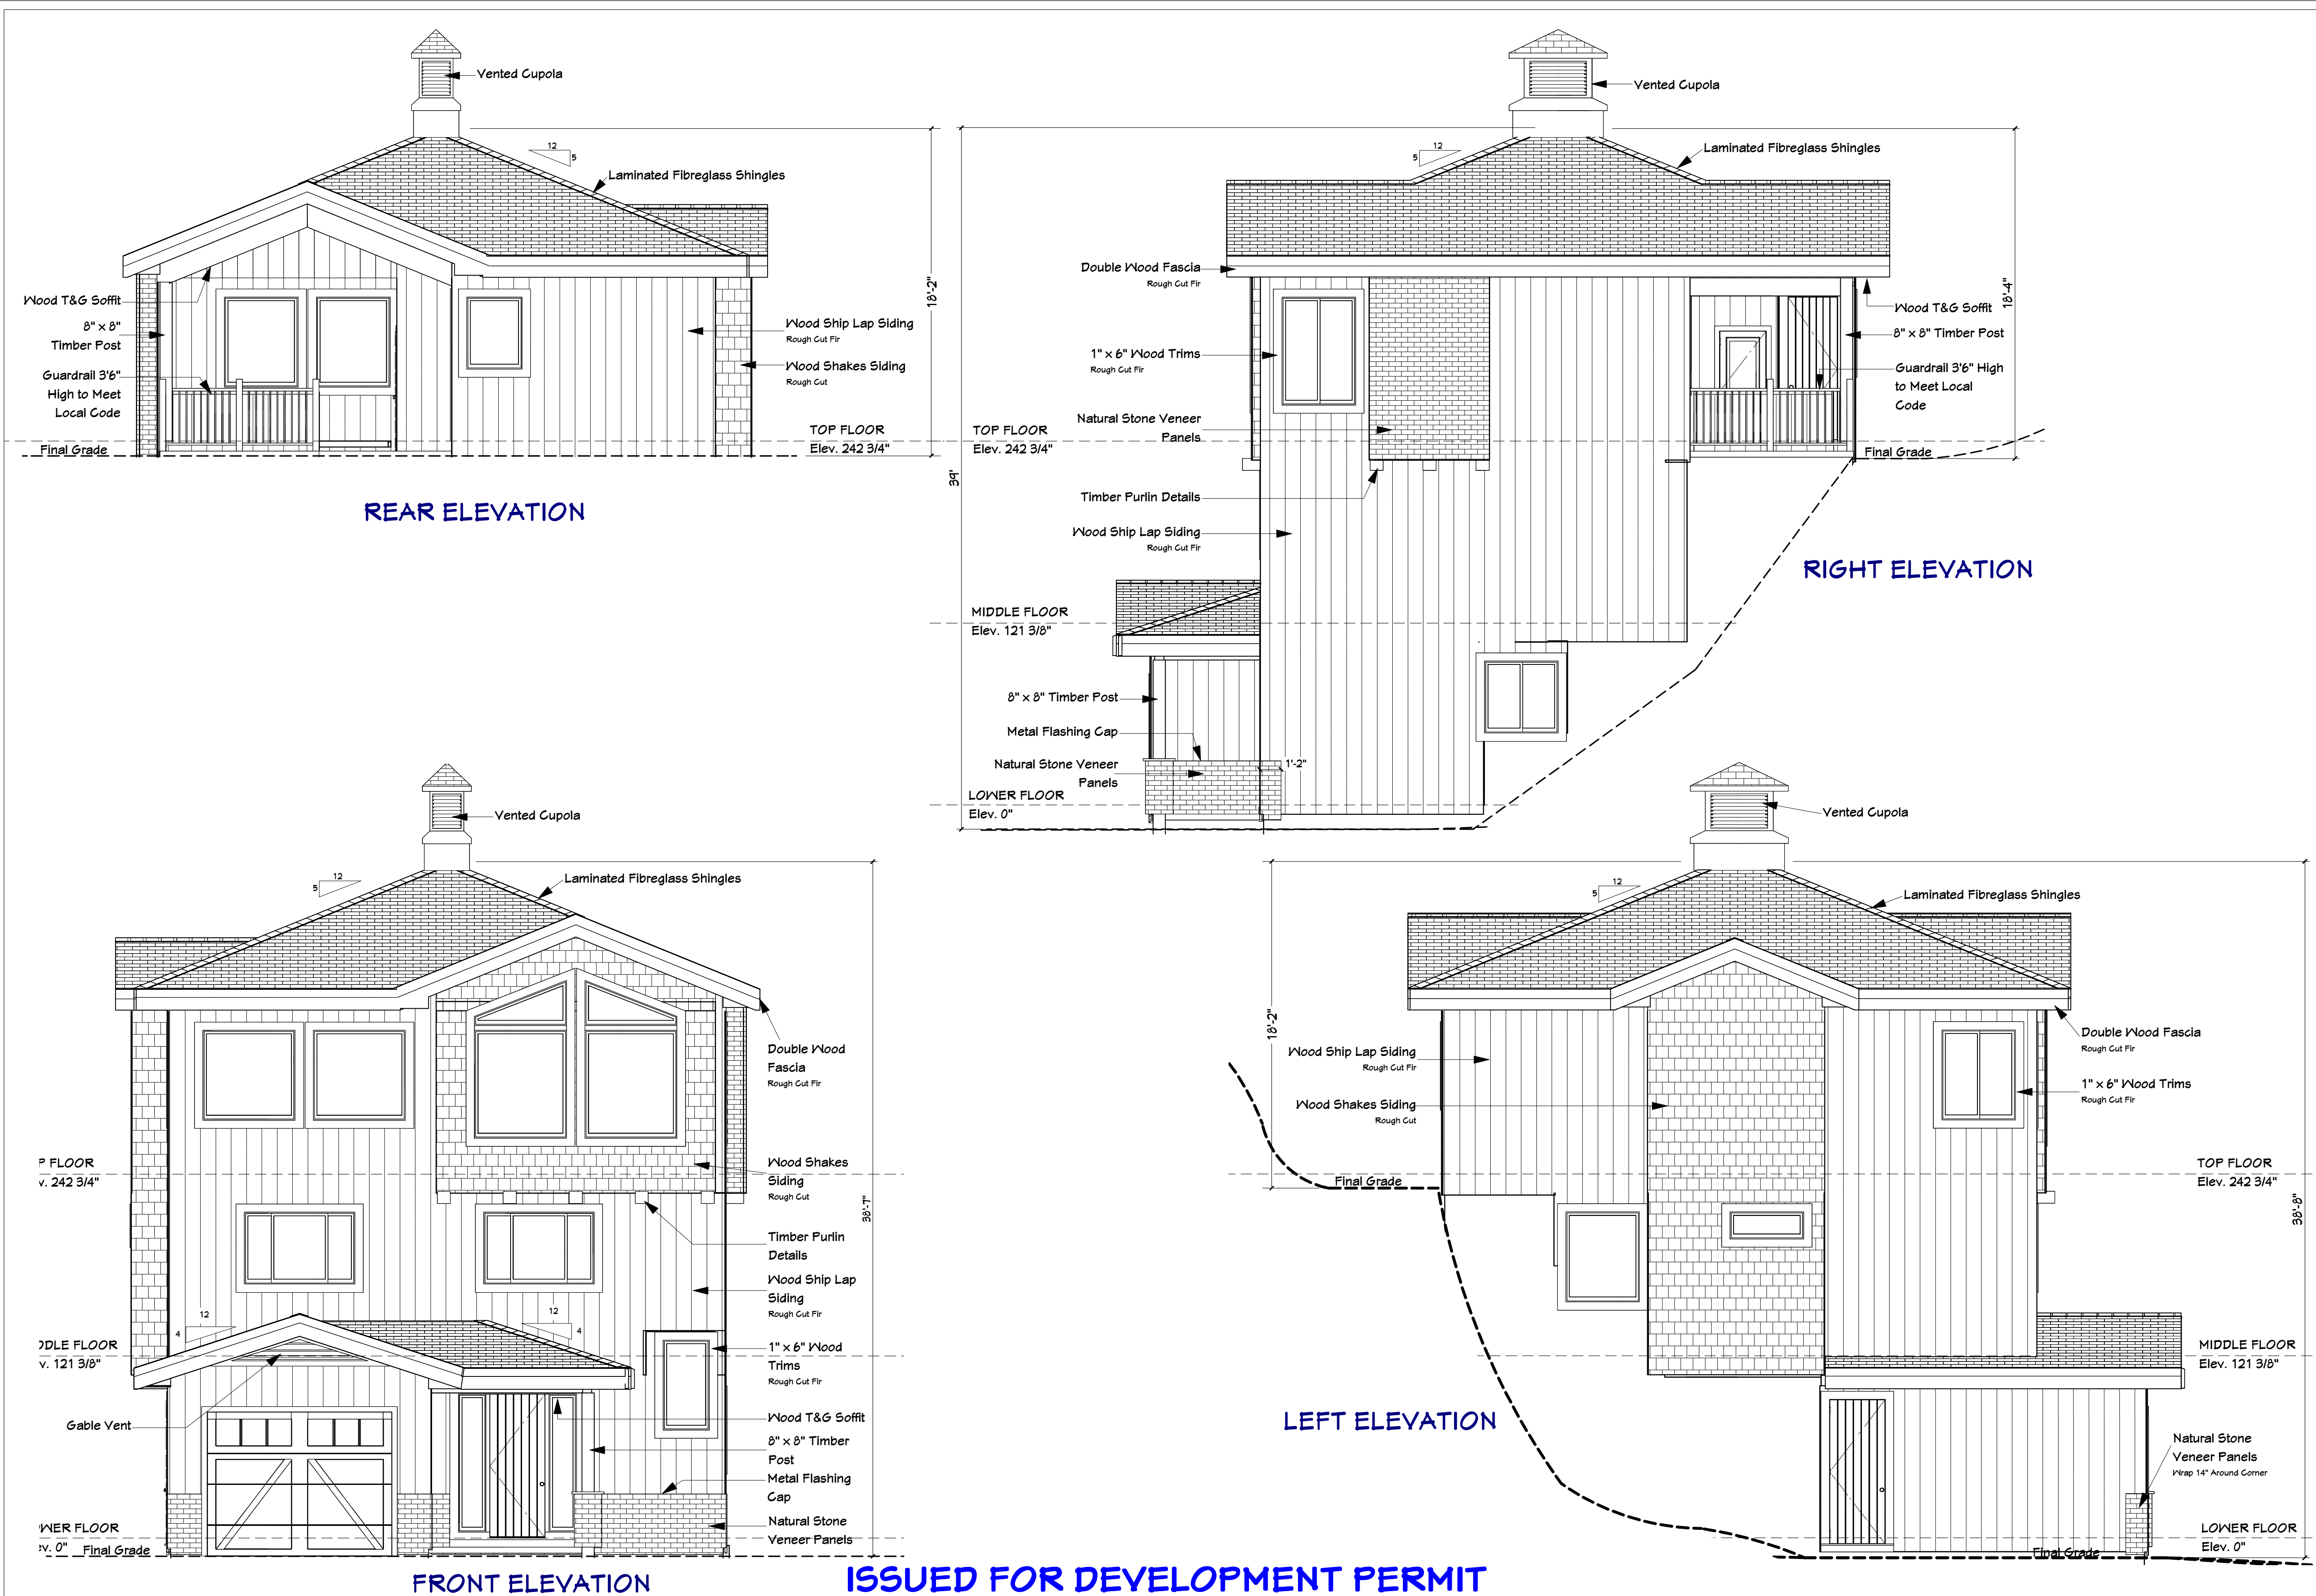 Vented Cupola
12
5
Laminated Fibreglass Shingles
Wood T&G Soffit
8" x 8"
Timber Post
Guardrail 3'6"
High to Meet
Local Code
Wood Ship Lap Siding
Rough Cut Fir
Wood Shakes Siding
Rough Cut
18'-2"
TOP FLOOR
Elev. 242 3/4"
Final Grade
REAR ELEVATION
Vented Cupola
12
5
Laminated Fibreglass Shingles
39'
Double Wood Fascia
Rough Cut Fir
1" x 6" Wood Trims
Rough Cut Fir
Natural Stone Veneer
Panels
TOP FLOOR
Elev. 242 3/4"
Timber Purlin Details
Wood Ship Lap Siding
Rough Cut Fir
MIDDLE FLOOR
Elev. 121 3/8"
8" x 8" Timber Post
Metal Flashing Cap
Natural Stone Veneer
Panels
1'-2"
LOWER FLOOR
Elev. 0"
18'-4"
Wood T&G Soffit
8" x 8" Timber Post
Guardrail 3'6" High
to Meet Local
Code
Final Grade
RIGHT ELEVATION
Vented Cupola
12
5
Laminated Fibreglass Shingles
Double Wood
Fascia
Rough Cut Fir
P FLOOR
v. 242 3/4"
Wood Shakes
Siding
Rough Cut
38'-7"
Timber Purlin
Details
Wood Ship Lap
Siding
Rough Cut Fir
12
4
12
4
DDLE FLOOR
v. 121 3/8"
1" x 6" Wood
Trims
Rough Cut Fir
Gable Vent
Wood T&G Soffit
8" x 8" Timber
Post
Metal Flashing
Cap
Natural Stone
Veneer Panels
WER FLOOR
v. 0"
Final Grade
FRONT ELEVATION
Vented Cupola
12
5
Laminated Fibreglass Shingles
18'-2"
Wood Ship Lap Siding
Rough Cut Fir
Wood Shakes Siding
Rough Cut
Final Grade
Double Wood Fascia
Rough Cut Fir
1" x 6" Wood Trims
Rough Cut Fir
TOP FLOOR
Elev. 242 3/4"
38'-8"
MIDDLE FLOOR
Elev. 121 3/8"
Natural Stone
Veneer Panels
Wrap 14" Around Corner
LOWER FLOOR
Elev. 0"
Final Grade
LEFT ELEVATION
ISSUED FOR DEVELOPMENT PERMIT